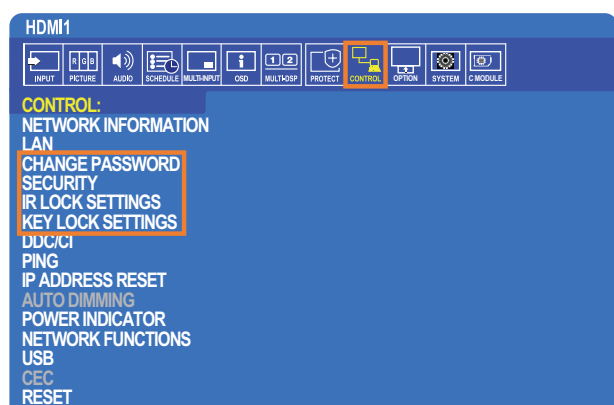 HDMI1
R G B
1 2
INPUT PICTURE AUDIO SCHEDULE MULTI-INPUT OSD MULTI-DSP PROTECT CONTROL OPTION SYSTEM C MODULE
CONTROL:
NETWORK INFORMATION
LAN
CHANGE PASSWORD
SECURITY
IR LOCK SETTINGS
KEY LOCK SETTINGS
DDC/CI
PING
IP ADDRESS RESET
AUTO DIMMING
POWER INDICATOR
NETWORK FUNCTIONS
USB
CEC
RESET